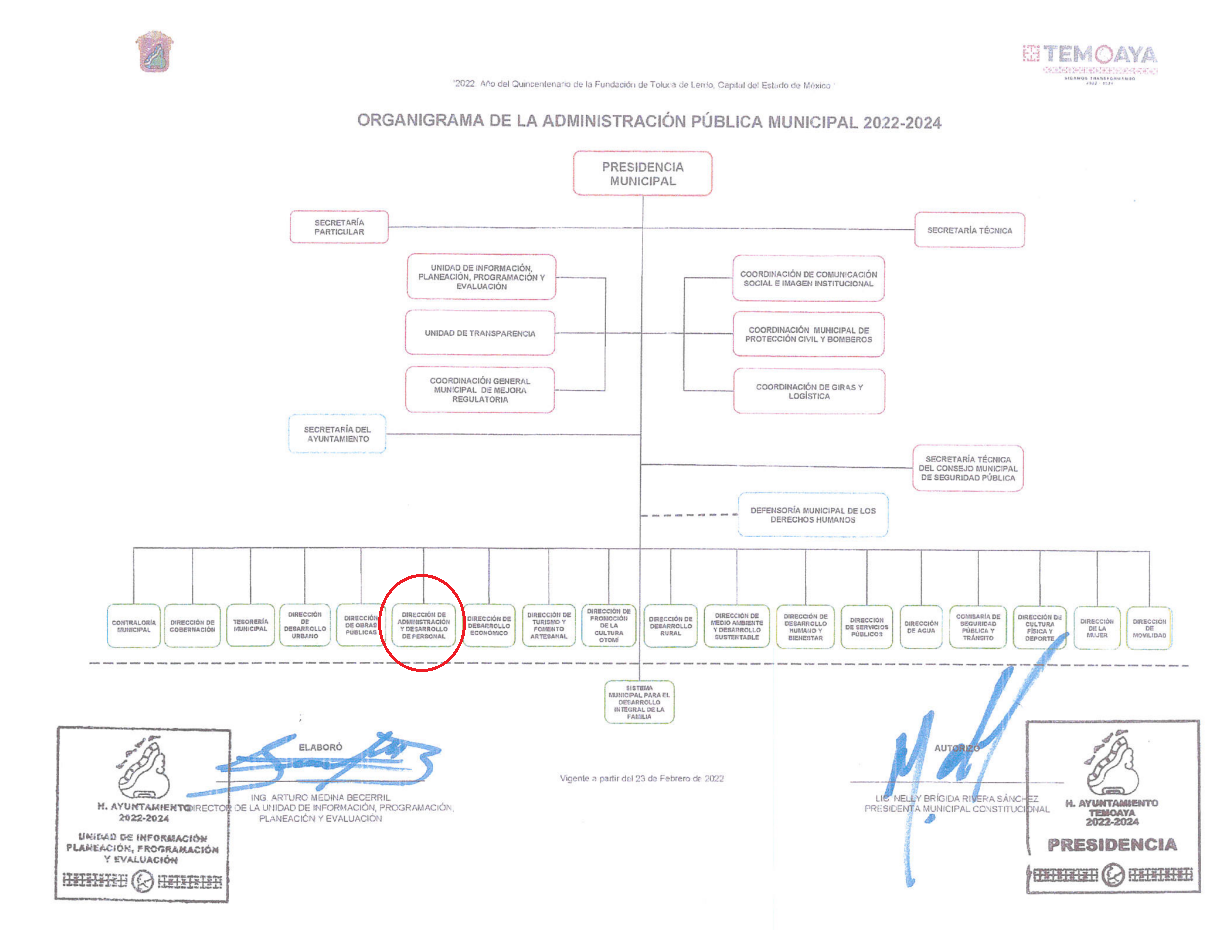 TEMOAYA
SIGAMOS TRANSFORMANDO
2022 - 2024
"2022. Año del Quincentenario de la Fundación de Toluca de Lerdo, Capital del Estado de México"
ORGANIGRAMA DE LA ADMINISTRACIÓN PÚBLICA MUNICIPAL 2022-2024
PRESIDENCIA
MUNICIPAL
SECRETARÍA
PARTICULAR
SECRETARÍA TÉCNICA
UNIDAD DE INFORMACIÓN,
PLANEACIÓN, PROGRAMACIÓN Y
EVALUACIÓN
COORDINACIÓN DE COMUNICACIÓN
SOCIAL E IMAGEN INSTITUCIONAL
UNIDAD DE TRANSPARENCIA
COORDINACIÓN MUNICIPAL DE
PROTECCIÓN CIVIL Y BOMBEROS
COORDINACIÓN GENERAL
MUNICIPAL DE MEJORA
REGULATORIA
COORDINACIÓN DE GIRAS Y
LOGÍSTICA
SECRETARÍA DEL
AYUNTAMIENTO
SECRETARÍA TÉCNICA
DEL CONSEJO MUNICIPAL
DE SEGURIDAD PÚBLICA
DEFENSORÍA MUNICIPAL DE LOS
DERECHOS HUMANOS
CONTRALORÍA
MUNICIPAL
DIRECCIÓN DE
GOBERNACIÓN
TESORERÍA
MUNICIPAL
DIRECCIÓN
DE
DESARROLLO
URBANO
DIRECCIÓN
DE OBRAS
PÚBLICAS
DIRECCIÓN DE
ADMINISTRACIÓN
Y DESARROLLO
DE PERSONAL
DIRECCIÓN DE
DESARROLLO
ECONÓMICO
DIRECCIÓN DE
TURISMO Y
FOMENTO
ARTESANAL
DIRECCIÓN DE
PROMOCIÓN
DE LA
CULTURA
OTOMÍ
DIRECCIÓN DE
DESARROLLO
RURAL
DIRECCIÓN DE
MEDIO AMBIENTE
Y DESARROLLO
SUSTENTABLE
DIRECCIÓN DE
DESARROLLO
HUMANO Y
BIENESTAR
DIRECCIÓN
DE SERVICIOS
PÚBLICOS
DIRECCIÓN
DE AGUA
COMISARÍA DE
SEGURIDAD
PÚBLICA Y
TRÁNSITO
DIRECCIÓN DE
CULTURA
FÍSICA Y
DEPORTE
DIRECCIÓN
DE LA
MUJER
DIRECCIÓN
DE
MOVILIDAD
SISTEMA
MUNICIPAL PARA EL
DESARROLLO
INTEGRAL DE LA
FAMILIA
ELABORÓ
ING. ARTURO MEDINA BECERRIL
DIRECTOR DE LA UNIDAD DE INFORMACIÓN, PROGRAMACIÓN,
PLANEACIÓN Y EVALUACIÓN
Vigente a partir del 23 de Febrero de 2022
AUTORIZÓ
LIC. NELLY BRÍGIDA RIVERA SÁNCHEZ
PRESIDENTA MUNICIPAL CONSTITUCIONAL
H. AYUNTAMIENTO
2022-2024
UNIDAD DE INFORMACIÓN
PLANEACIÓN, PROGRAMACIÓN
Y EVALUACIÓN
H. AYUNTAMIENTO
TEMOAYA
2022-2024
PRESIDENCIA